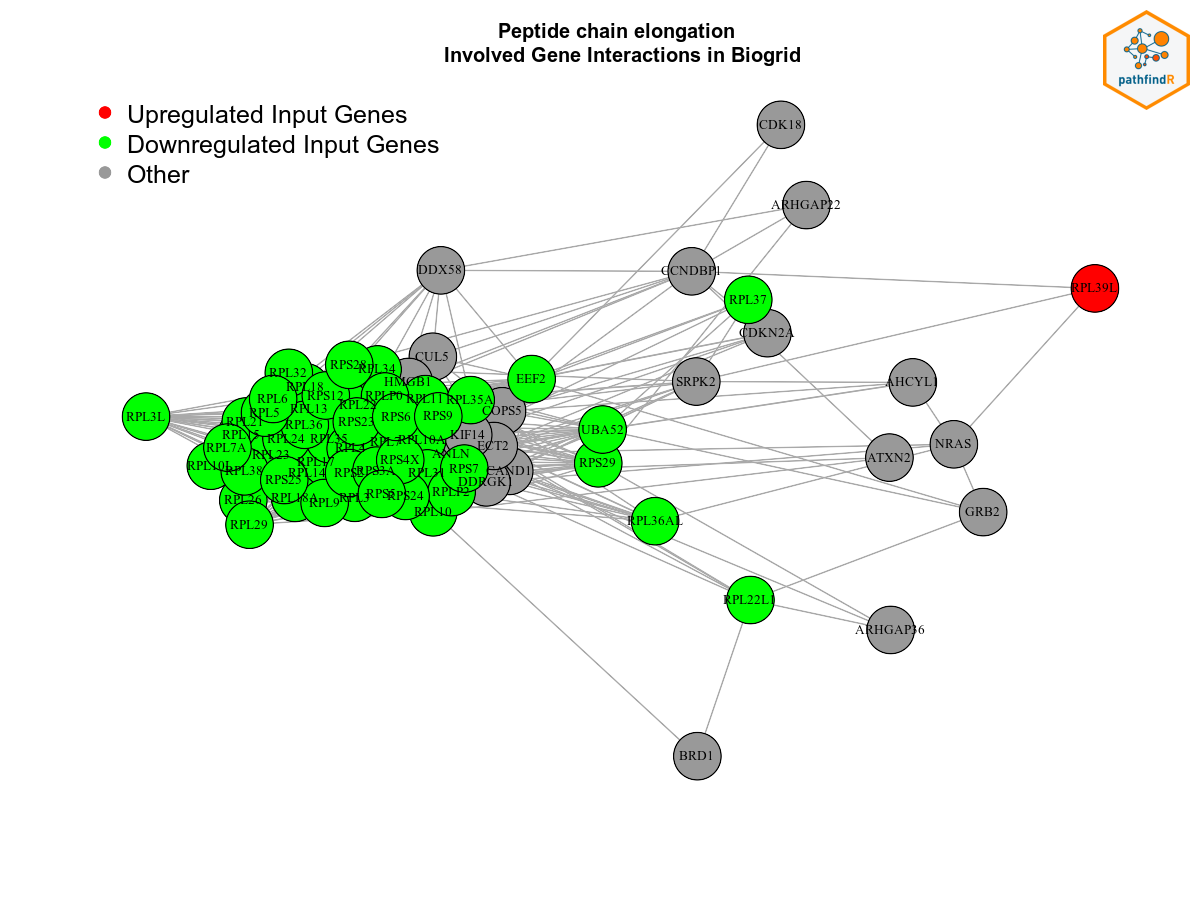 Peptide chain elongation
Involved Gene Interactions in Biogrid
pathfindR
Upregulated Input Genes
Downregulated Input Genes
Other
CDK18
ARHGAP22
DDX58
CCNDBP1
RPL39L
RPL37
CDKN2A
CUL5
RPS28
RPL34
RPL32
HMGB1
EEF2
SRPK2
AHCYL1
RPL18
RPS12
RPLP0
RPL11
RPL35A
RPL6
RPL22
RPL13
RPL5
COPS5
RPL3L
RPS6
RPS9
RPL21
RPS23
RPL36
UBA52
RPL15
KIF14
RPL24
RPL35
RPL10A
ECT2
NRAS
RPL7A
RPL4
RPL23
ANLN
ATXN2
RPL10L
RPL38
RPL17
RPS4X
RPS3A
RPL14
RPS7
RPS29
CAND1
RPS25
DDRGK1
RPL26
RPL18A
RPL9
RPL3
RPS5
RPS24
RPLP2
RPL10
GRB2
RPL29
RPL36AL
RPL22L1
ARHGAP36
BRD1